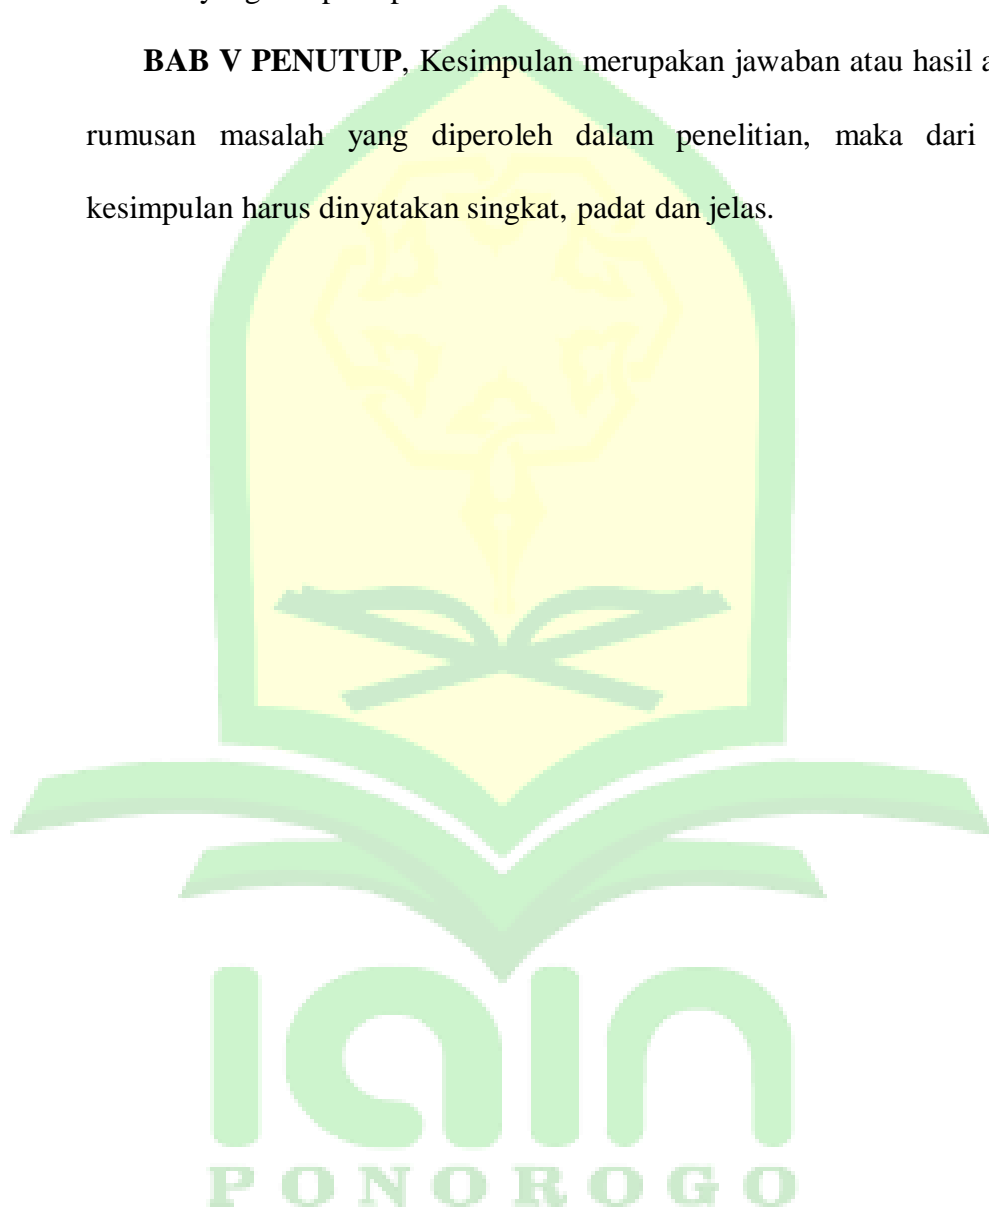 BAB V PENUTUP, Kesimpulan merupakan jawaban atau hasil
rumusan masalah yang diperoleh dalam penelitian, maka dari
kesimpulan harus dinyatakan singkat, padat dan jelas.
iain
PONOROGO